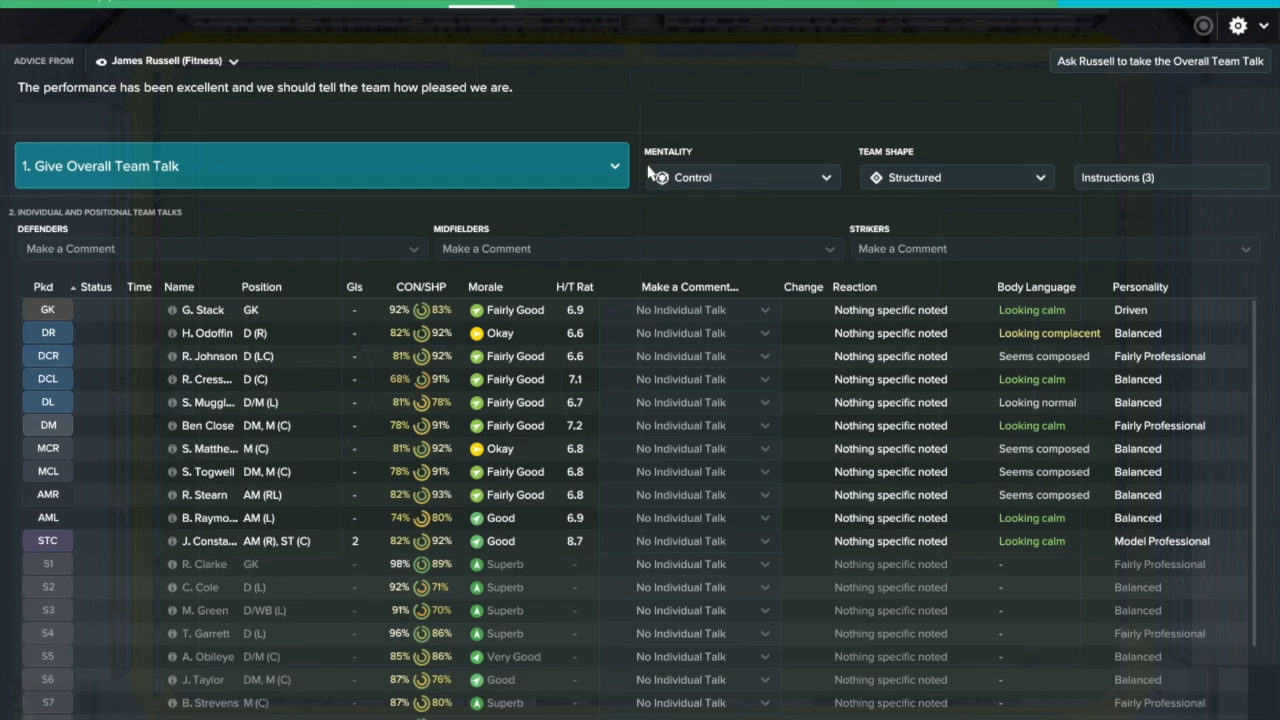 ADVICE FROM James Russell (Fitness) Ask Russell to take the Overall Team Talk
The performance has been excellent and we should tell the team how pleased we are.
MENTALITY TEAM SHAPE
1. Give Overall Team Talk Control Structured Instructions (3)
2. INDIVIDUAL AND POSITIONAL TEAM TALKS
DEFENDERS MIDFIELDERS STRIKERS
Make a Comment Make a Comment Make a Comment
Pkd Status Time Name Position Gls CON/SHP Morale H/T Rat Make a Comment... Change Reaction Body Language Personality
GK G. Stack GK - 92% 83% Fairly Good 6.9 No Individual Talk Nothing specific noted Looking calm Driven
DR H. Odoffin D (R) - 82% 92% Okay 6.6 No Individual Talk Nothing specific noted Looking complacent Balanced
DCR R. Johnson D (LC) - 81% 92% Fairly Good 6.6 No Individual Talk Nothing specific noted Seems composed Fairly Professional
DCL R. Cress... D (C) - 68% 91% Fairly Good 7.1 No Individual Talk Nothing specific noted Looking calm Balanced
DL S. Muggl... D/M (L) - 81% 78% Fairly Good 6.7 No Individual Talk Nothing specific noted Looking normal Balanced
DM Ben Close DM, M (C) - 78% 91% Fairly Good 7.2 No Individual Talk Nothing specific noted Looking calm Fairly Professional
MCR S. Matthe... M (C) - 81% 92% Okay 6.8 No Individual Talk Nothing specific noted Seems composed Balanced
MCL S. Togwell DM, M (C) - 78% 91% Fairly Good 6.8 No Individual Talk Nothing specific noted Seems composed Balanced
AMR R. Stearn AM (RL) - 82% 93% Fairly Good 6.8 No Individual Talk Nothing specific noted Seems composed Balanced
AML B. Raymo... AM (L) - 74% 80% Good 6.9 No Individual Talk Nothing specific noted Looking calm Balanced
STC J. Consta... AM (R), ST (C) 2 82% 92% Good 8.7 No Individual Talk Nothing specific noted Looking calm Model Professional
S1 R. Clarke GK - 98% 89% Superb - No Individual Talk Nothing specific noted - Fairly Professional
S2 C. Cole D (L) - 92% 71% Superb - No Individual Talk Nothing specific noted - Balanced
S3 M. Green D/WB (L) - 91% 70% Superb - No Individual Talk Nothing specific noted - Balanced
S4 T. Garrett D (L) - 96% 86% Superb - No Individual Talk Nothing specific noted - Fairly Professional
S5 A. Obileye D/M (C) - 85% 86% Very Good - No Individual Talk Nothing specific noted - Balanced
S6 J. Taylor DM, M (C) - 87% 76% Good - No Individual Talk Nothing specific noted - Balanced
S7 B. Stevens M (C) - 87% 80% Superb - No Individual Talk Nothing specific noted - Fairly Professional